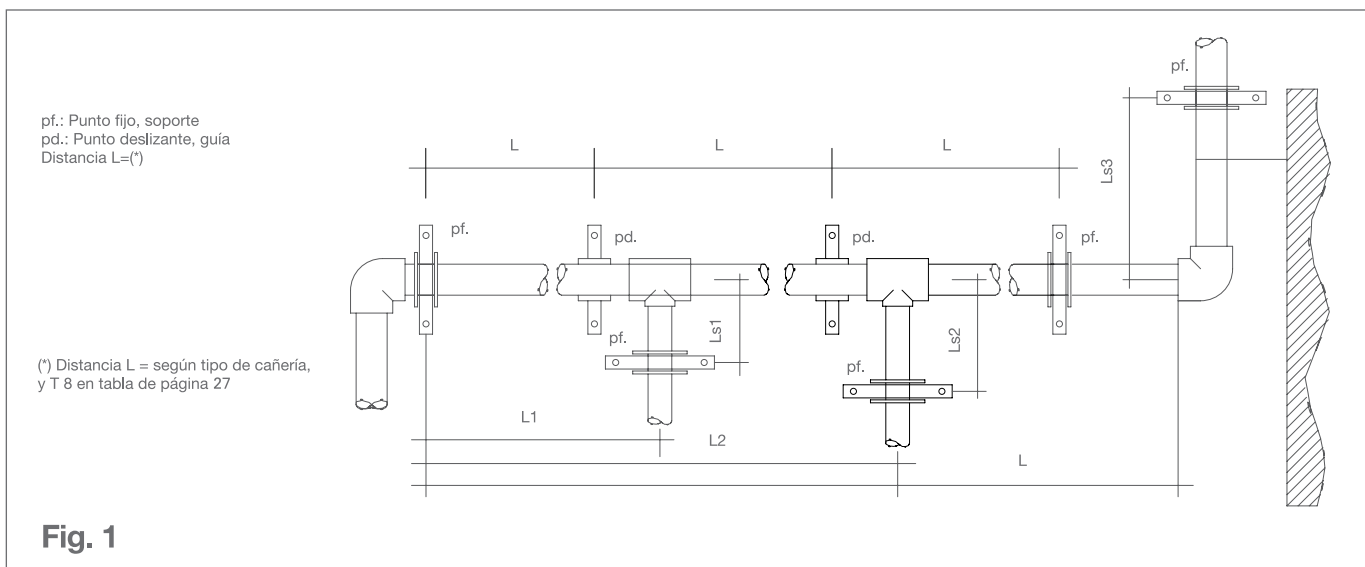 pf.: Punto fijo, soporte
pd.: Punto deslizante, guía
Distancia L=(*)
L
L
L
pf.
pd.
pd.
pf.
pf.
Ls3
Ls1
Ls2
pf.
pf.
(*) Distancia L = según tipo de cañería,
y T 8 en tabla de página 27
L1
L2
L
Fig. 1